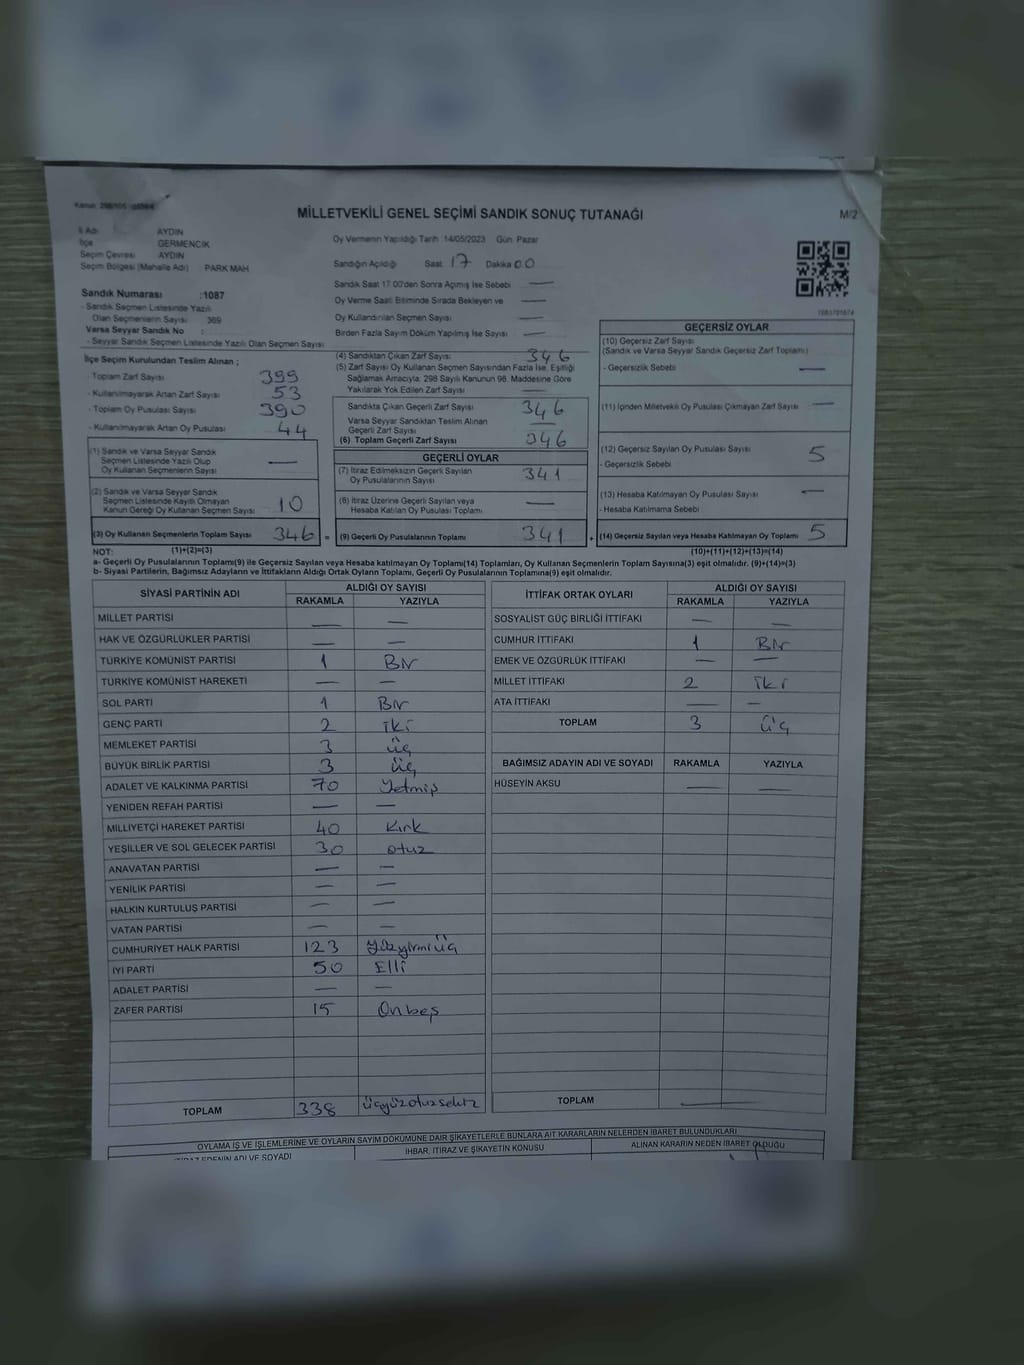 MİLLETVEKİLİ GENEL SEÇİMİ SANDIK SONUÇ TUTANAĞI
M/2
İl Adı AYDIN
İlçe GERMENCİK
Seçim Çevresi AYDIN
Seçim Bölgesi (Mahalle Adı) PARK MAH
Oy Vermenin Yapıldığı Tarih :14/05/2023 Gün: Pazar
Sandığın Açıldığı Saat: 17 Dakika 00
Sandık Saat 17.00'den Sonra Açılmış İse Sebebi —
Oy Verme Saati Bitiminde Sırada Bekleyen ve —
Oy Kullandırılan Seçmen Sayısı —
Birden Fazla Sayım Döküm Yapılmış İse Sayısı —
Sandık Numarası :1087
- Sandık Seçmen Listesinde Yazılı
Olan Seçmenlerin Sayısı: 369
Varsa Seyyar Sandık No :
- Seyyar Sandık Seçmen Listesinde Yazılı Olan Seçmen Sayısı
İlçe Seçim Kurulundan Teslim Alınan ;
- Toplam Zarf Sayısı 399
- Kullanılmayarak Artan Zarf Sayısı 53
- Toplam Oy Pusulası Sayısı 390
- Kullanılmayarak Artan Oy Pusulası 44
(1) Sandık ve Varsa Seyyar Sandık
Seçmen Listesinde Yazılı Olup
Oy Kullanan Seçmenlerin Sayısı —
(2) Sandık ve Varsa Seyyar Sandık
Seçmen Listesinde Kayıtlı Olmayan
Kanun Gereği Oy Kullanan Seçmen Sayısı 10
(3) Oy Kullanan Seçmenlerin Toplam Sayısı 346 =
(4) Sandıktan Çıkan Zarf Sayısı 346
(5) Zarf Sayısı Oy Kullanan Seçmen Sayısından Fazla İse, Eşitliği
Sağlamak Amacıyla, 298 Sayılı Kanunun 98. Maddesine Göre
Yakılarak Yok Edilen Zarf Sayısı —
Sandıkta Çıkan Geçerli Zarf Sayısı 346
Varsa Seyyar Sandıktan Teslim Alınan
Geçerli Zarf Sayısı —
(6) Toplam Geçerli Zarf Sayısı 346
GEÇERLİ OYLAR
(7) İtiraz Edilmeksizin Geçerli Sayılan
Oy Pusulalarının Sayısı 341
(8) İtiraz Üzerine Geçerli Sayılan veya
Hesaba Katılan Oy Pusulası Toplamı —
(9) Geçerli Oy Pusulalarının Toplamı 341 +
GEÇERSİZ OYLAR
(10) Geçersiz Zarf Sayısı
(Sandık ve Varsa Seyyar Sandık Geçersiz Zarf Toplamı)
- Geçersizlik Sebebi —
(11) İçinden Milletvekili Oy Pusulası Çıkmayan Zarf Sayısı —
(12) Geçersiz Sayılan Oy Pusulası Sayısı 5
- Geçersizlik Sebebi
(13) Hesaba Katılmayan Oy Pusulası Sayısı —
- Hesaba Katılmama Sebebi
(14) Geçersiz Sayılan veya Hesaba Katılmayan Oy Toplamı 5
NOT: (1)+(2)=(3) (10)+(11)+(12)+(13)=(14)
a- Geçerli Oy Pusulaları Toplamı(9) ile Geçersiz Sayılan veya Hesaba katılmayan Oy Toplamı(14) Toplamları, Oy Kullanan Seçmenlerin Toplam Sayısına(3) eşit olmalıdır. (9)+(14)=(3)
b- Siyasi Partilerin, Bağımsız Adayların ve İttifakların Aldığı Ortak Oyların Toplamı, Geçerli Oy Pusulalarının Toplamına(9) eşit olmalıdır.
SİYASİ PARTİNİN ADI ALDIĞI OY SAYISI
RAKAMLA YAZIYLA
MİLLET PARTİSİ — —
HAK VE ÖZGÜRLÜKLER PARTİSİ — —
TÜRKİYE KOMÜNİST PARTİSİ 1 Bir
TÜRKİYE KOMÜNİST HAREKETİ — —
SOL PARTİ 1 Bir
GENÇ PARTİ 2 İki
MEMLEKET PARTİSİ 3 üç
BÜYÜK BİRLİK PARTİSİ 3 üç
ADALET VE KALKINMA PARTİSİ 70 Yetmiş
YENİDEN REFAH PARTİSİ — —
MİLLİYETÇİ HAREKET PARTİSİ 40 Kırk
YEŞİLLER VE SOL GELECEK PARTİSİ 30 otuz
ANAVATAN PARTİSİ — —
YENİLİK PARTİSİ — —
HALKIN KURTULUŞ PARTİSİ — —
VATAN PARTİSİ — —
CUMHURİYET HALK PARTİSİ 123 Yüzyirmiüç
İYİ PARTİ 50 Elli
ADALET PARTİSİ — —
ZAFER PARTİSİ 15 Onbeş
TOPLAM 338 üçyüzotuzsekiz
İTTİFAK ORTAK OYLARI ALDIĞI OY SAYISI
RAKAMLA YAZIYLA
SOSYALİST GÜÇ BİRLİĞİ İTTİFAKI — —
CUMHUR İTTİFAKI 1 Bir
EMEK VE ÖZGÜRLÜK İTTİFAKI — —
MİLLET İTTİFAKI 2 İki
ATA İTTİFAKI — —
TOPLAM 3 üç
BAĞIMSIZ ADAYIN ADI VE SOYADI RAKAMLA YAZIYLA
HÜSEYİN AKSU — —
TOPLAM —
OYLAMA İŞ VE İŞLEMLERİNE VE OYLARIN SAYIM DÖKÜMÜNE DAİR ŞİKAYETLERLE BUNLARA AİT KARARLARIN NELERDEN İBARET BULUNDUKLARI
İTİRAZ EDENİN ADI VE SOYADI İHBAR, İTİRAZ VE ŞİKAYETİN KONUSU ALINAN KARARIN NEDEN İBARET OLDUĞU